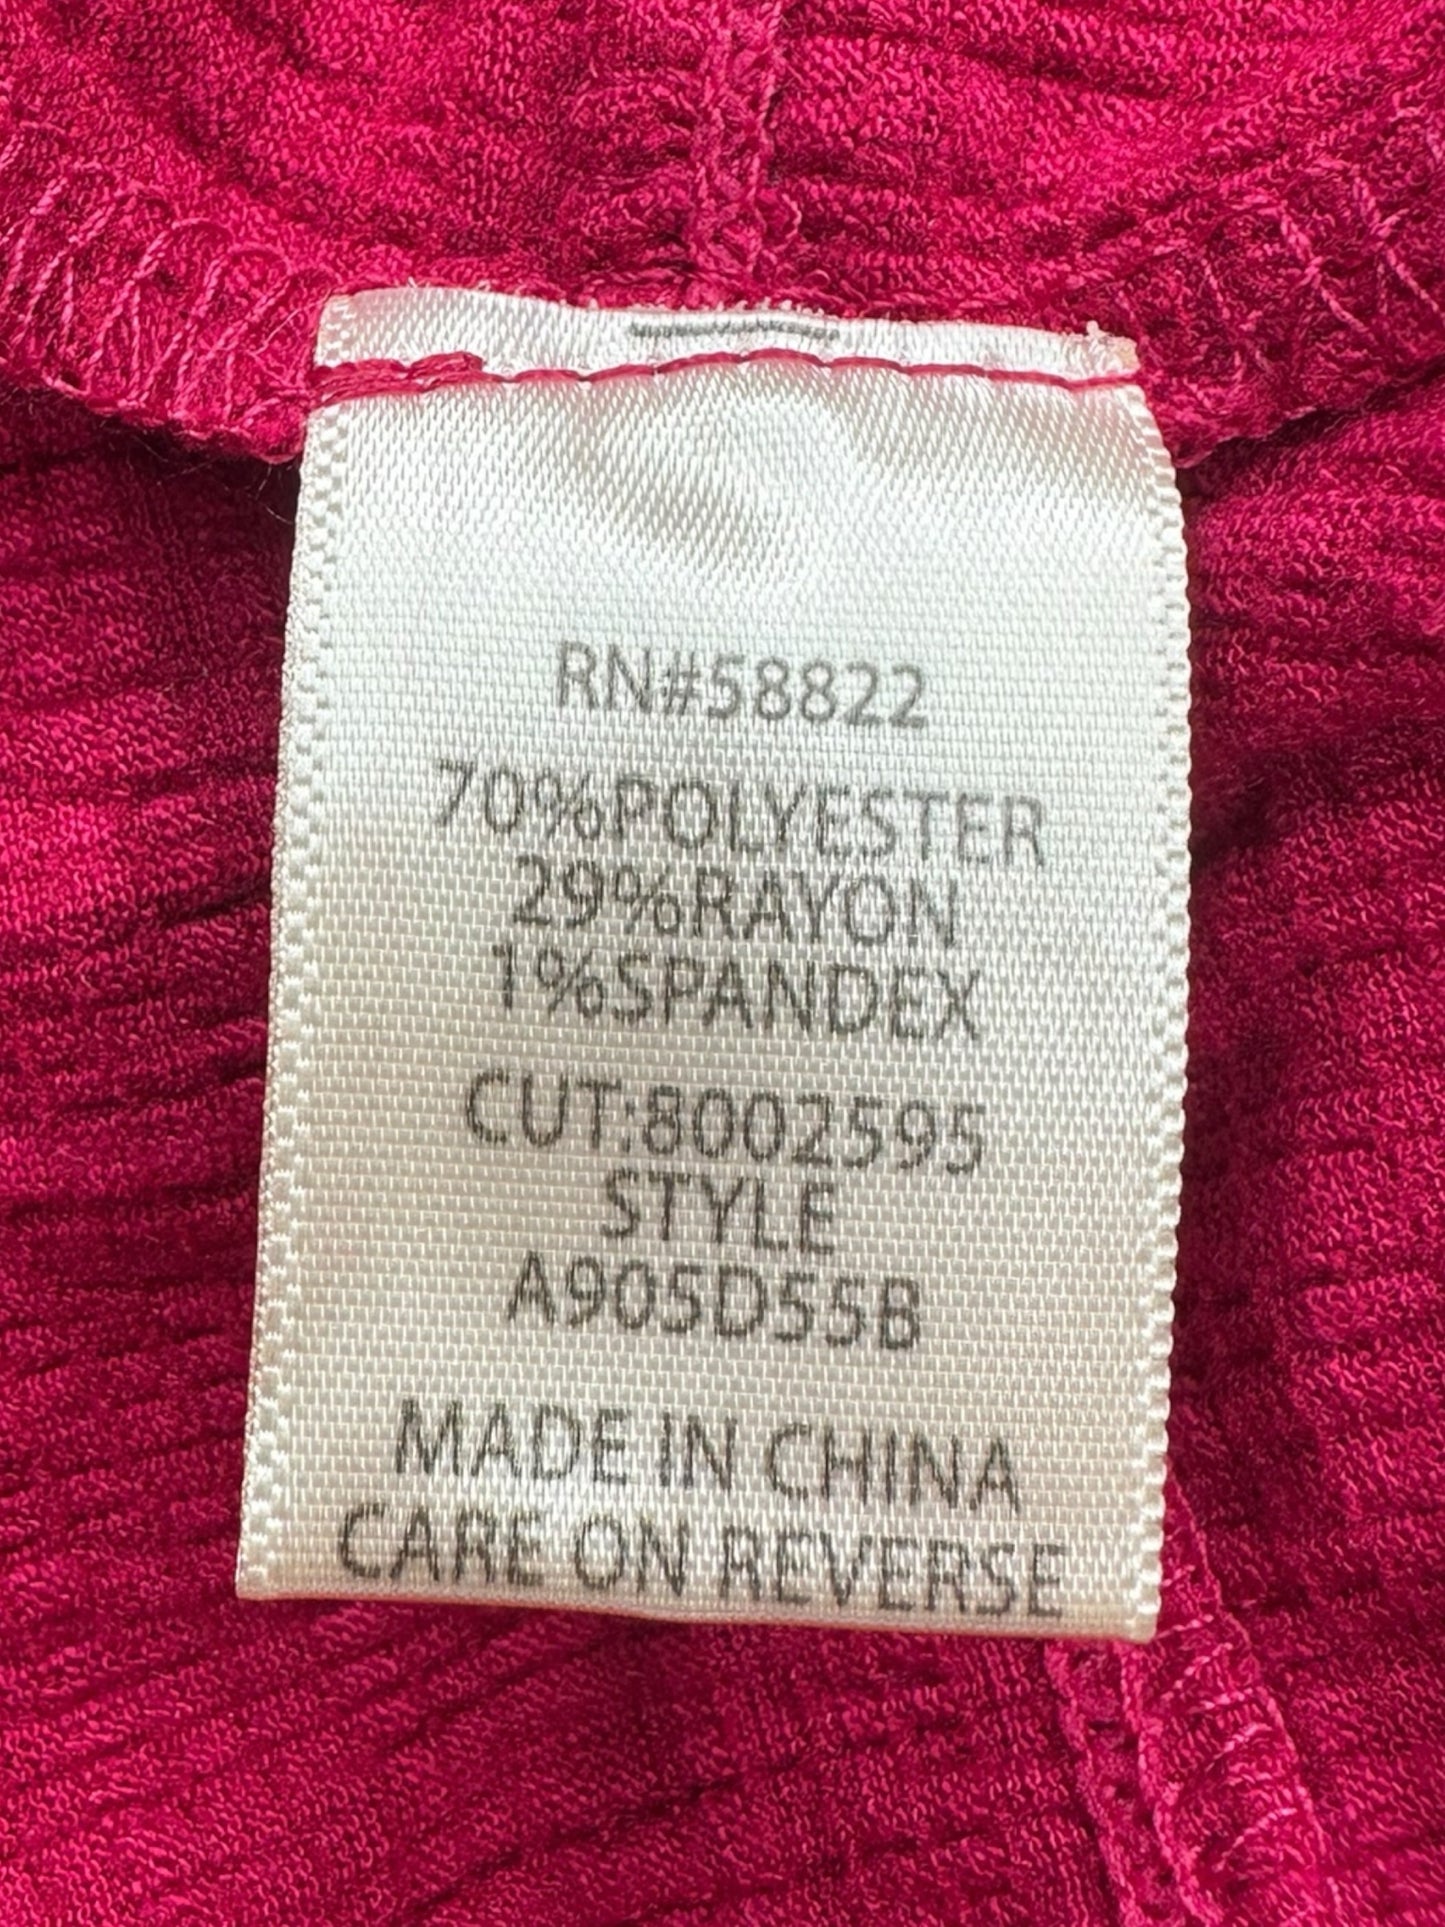 RN#58822
70%POLYESTER
29%RAYON
1%SPANDEX
CUT:8002595
STYLE
A905D55B
MADE IN CHINA
CARE ON REVERSE